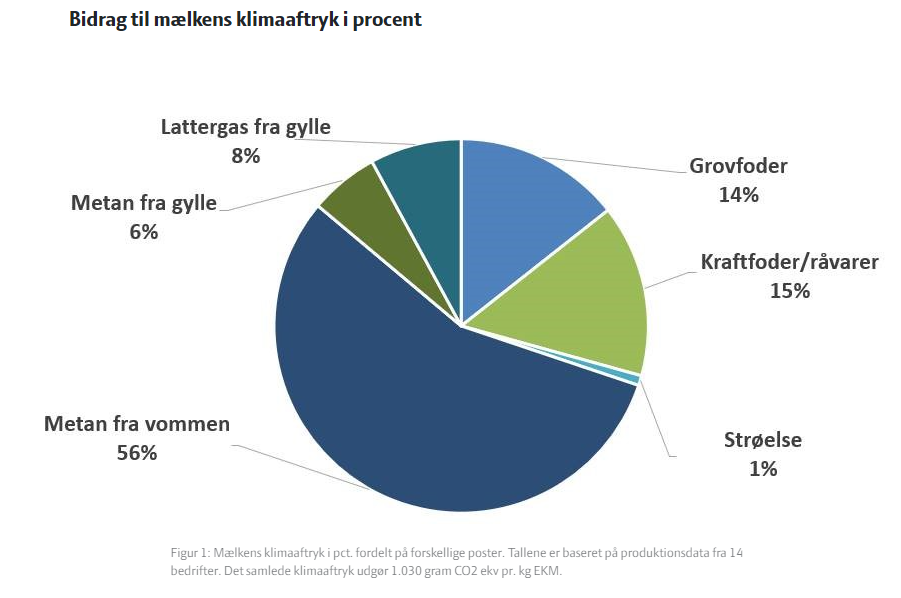 Bidrag til mælkens klimaaftryk i procent
Lattergas fra gylle
8%
Metan fra gylle
6%
Grovfoder
14%
Kraftfoder/råvarer
15%
Metan fra vommen
56%
Strøelse
1%
Figur 1: Mælkens klimaaftryk i pct. fordelt på forskellige poster. Tallene er baseret på produktionsdata fra 14
bedrifter. Det samlede klimaaftryk udgør 1.030 gram CO2 ekv pr. kg EKM.